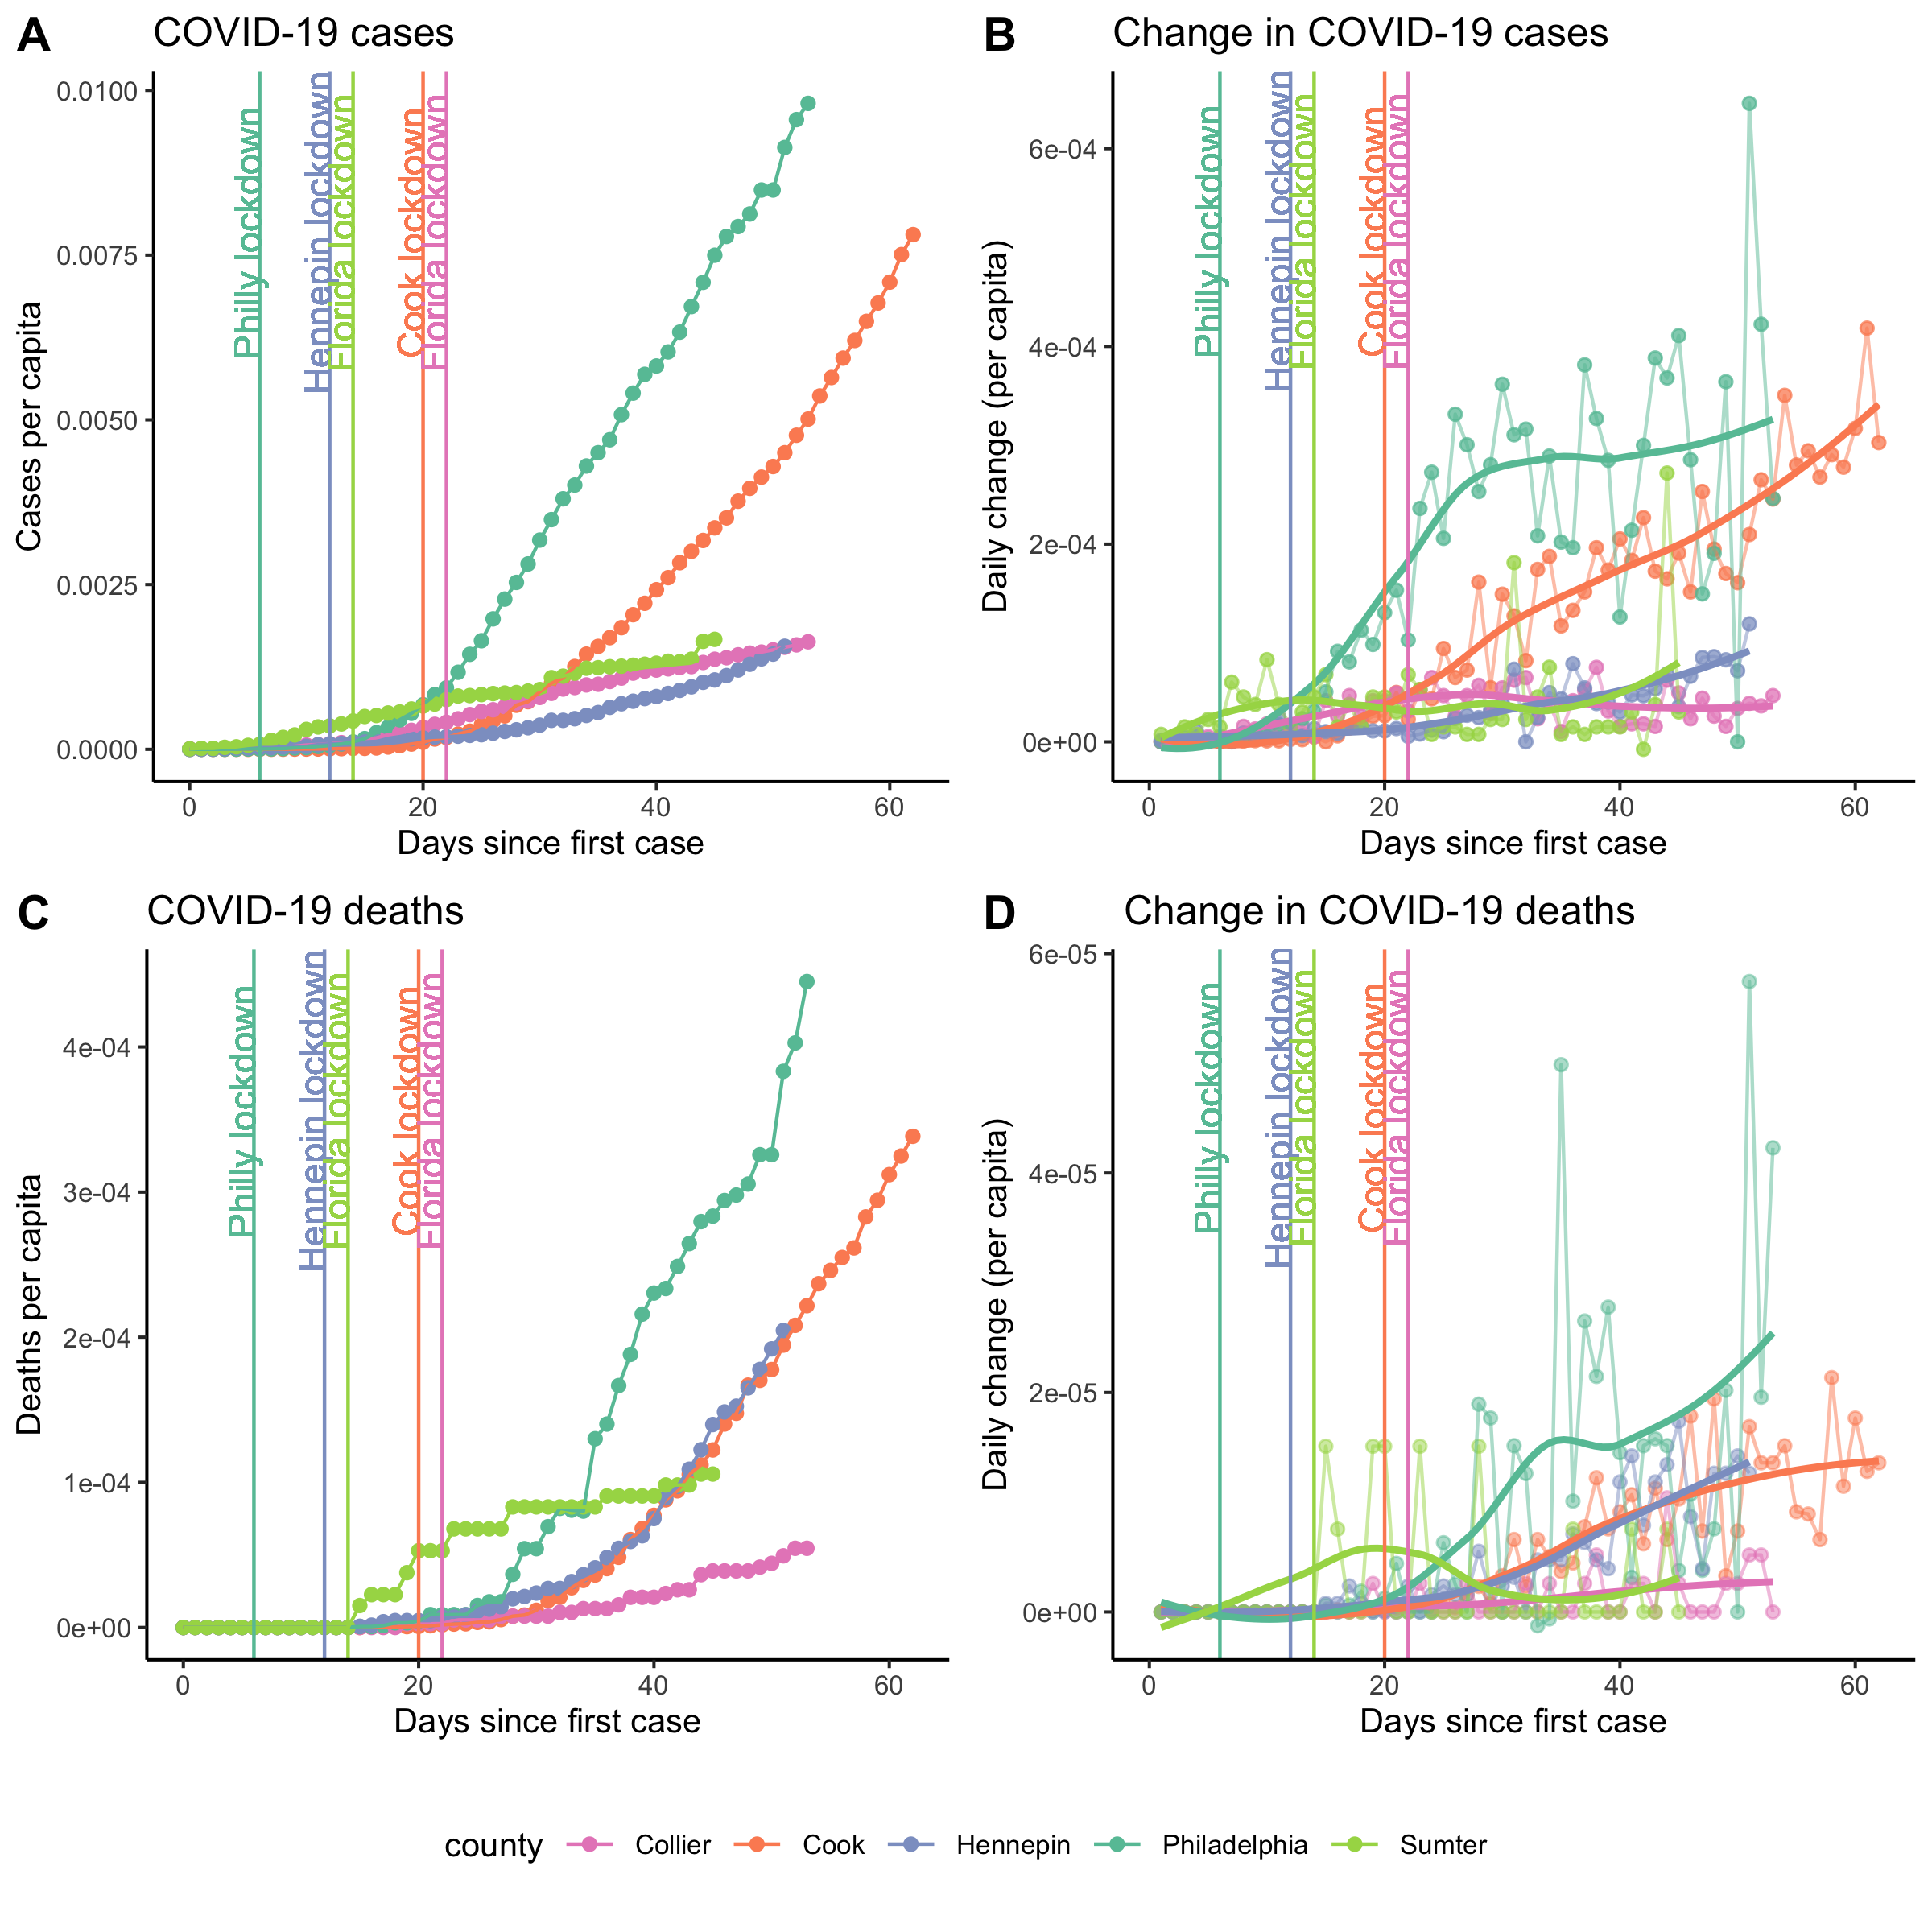 A COVID-19 cases
0.0100
0.0075
0.0050
0.0025
0.0000
Cases per capita
Philly lockdown
Hennepin lockdown
Florida lockdown
Cook lockdown
Florida lockdown
0 20 40 60
Days since first case
B Change in COVID-19 cases
6e-04
4e-04
2e-04
0e+00
Daily change (per capita)
Philly lockdown
Hennepin lockdown
Florida lockdown
Cook lockdown
Florida lockdown
0 20 40 60
Days since first case
C COVID-19 deaths
4e-04
3e-04
2e-04
1e-04
0e+00
Deaths per capita
Philly lockdown
Hennepin lockdown
Florida lockdown
Cook lockdown
Florida lockdown
0 20 40 60
Days since first case
D Change in COVID-19 deaths
6e-05
4e-05
2e-05
0e+00
Daily change (per capita)
Philly lockdown
Hennepin lockdown
Florida lockdown
Cook lockdown
Florida lockdown
0 20 40 60
Days since first case
county Collier Cook Hennepin Philadelphia Sumter